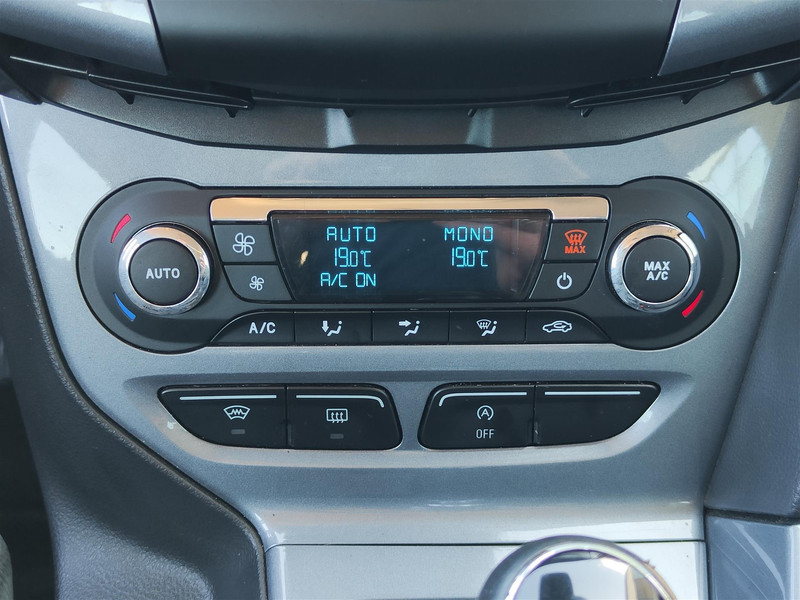 AUTO
AUTO MONO
19.0°C 19.0°C
A/C ON
MAX
MAX
A/C
A/C
OFF